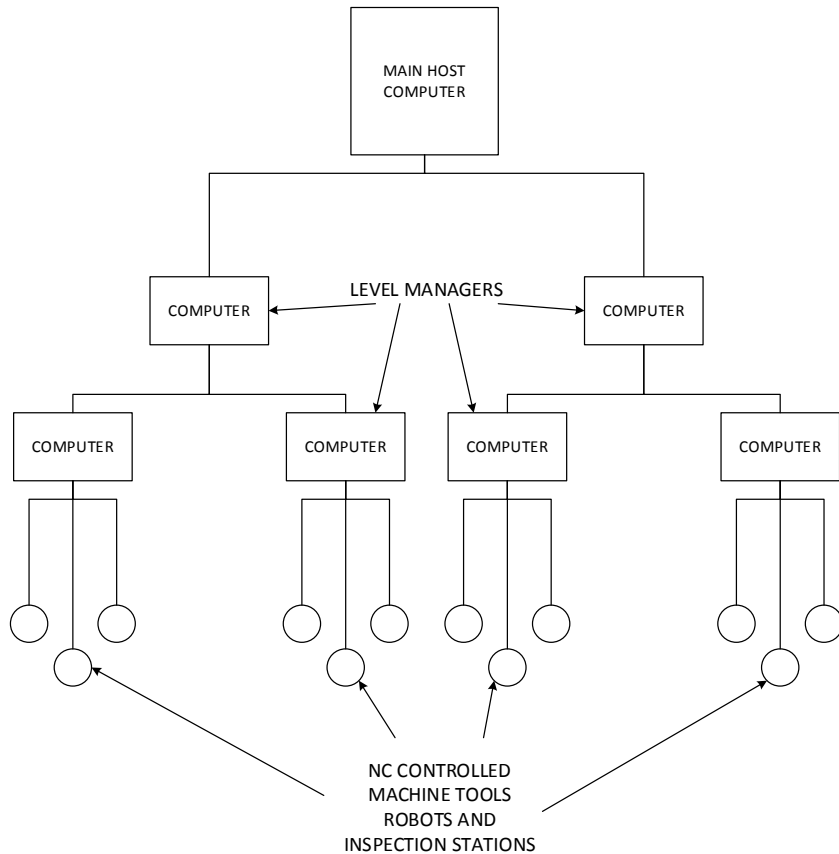 MAIN HOST
COMPUTER
LEVEL MANAGERS
COMPUTER
COMPUTER
COMPUTER
COMPUTER
COMPUTER
COMPUTER
NC CONTROLLED
MACHINE TOOLS
ROBOTS AND
INSPECTION STATIONS